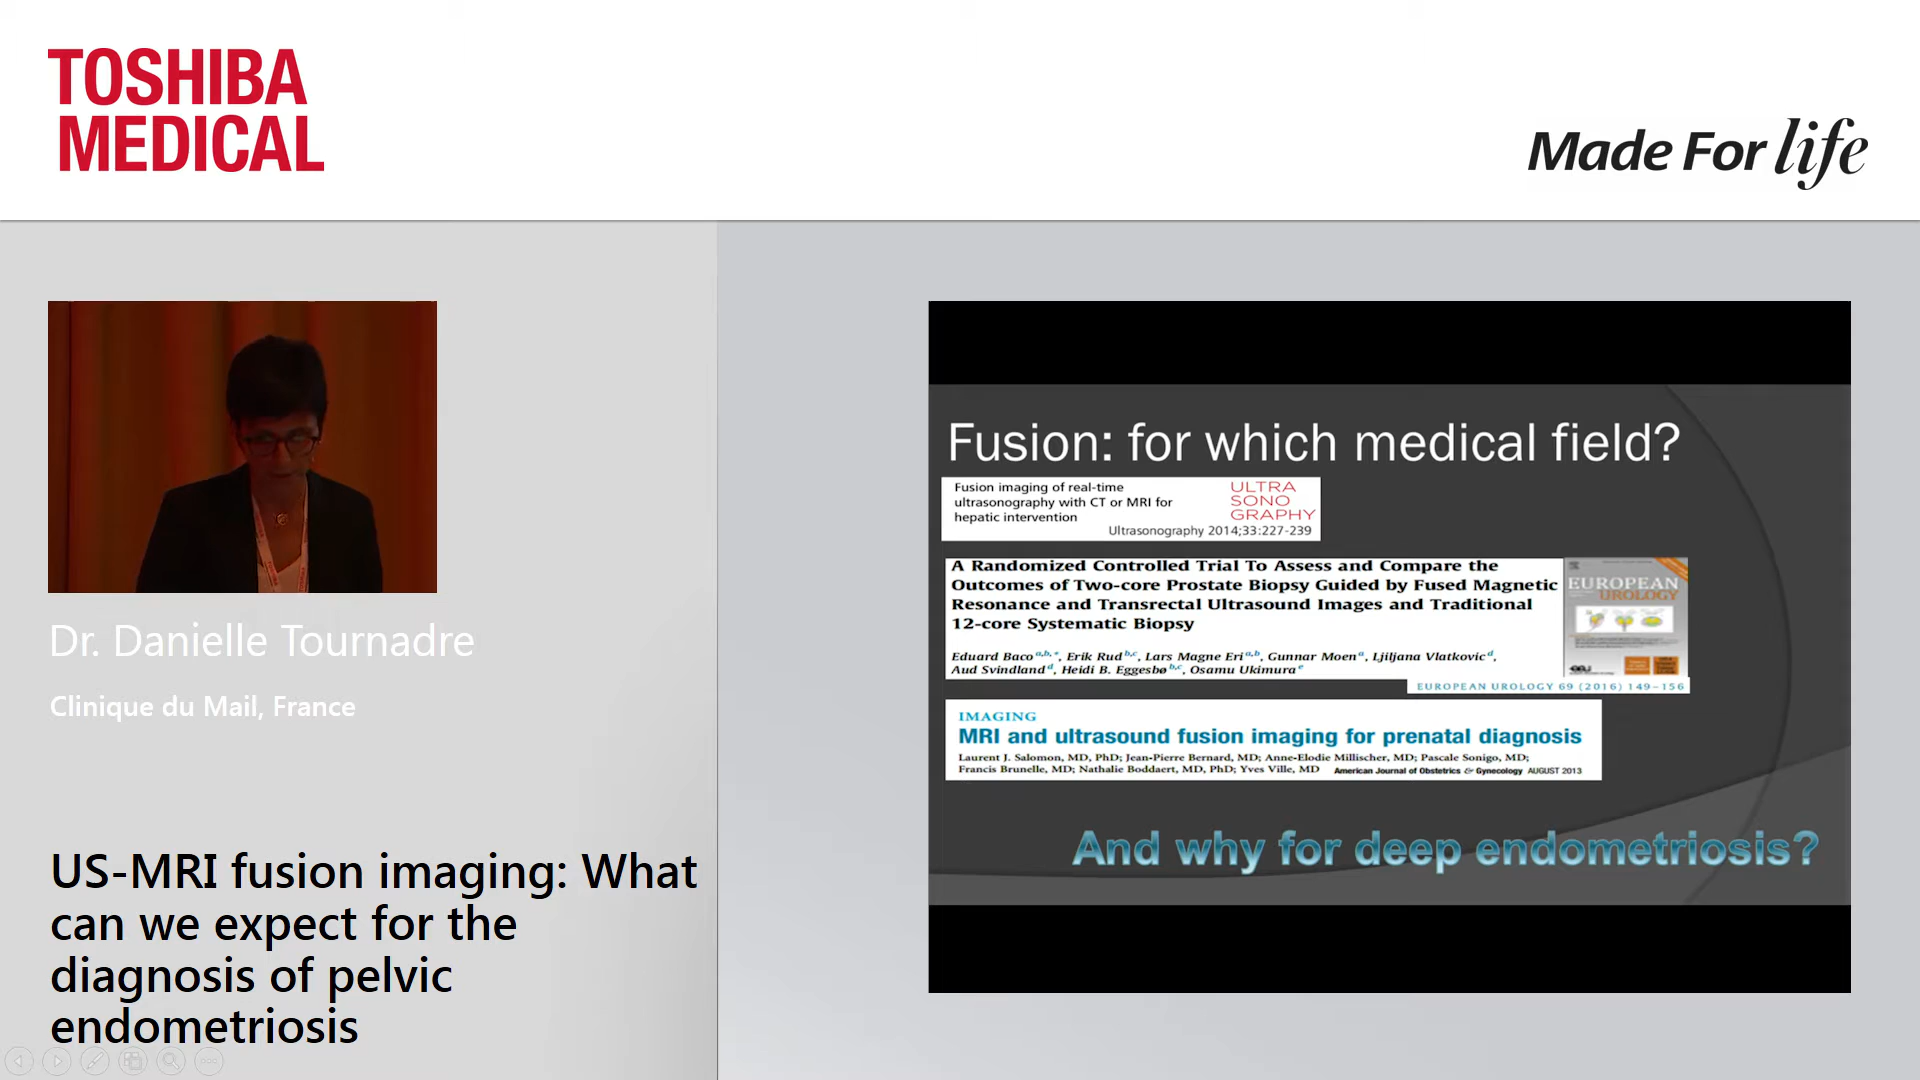 TOSHIBA
MEDICAL
Made For life
Dr. Danielle Tournadre
Clinique du Mail, France
US-MRI fusion imaging: What
can we expect for the
diagnosis of pelvic
endometriosis
Fusion: for which medical field?
Fusion imaging of real-time
ultrasonography with CT or MRI for
hepatic intervention
ULTRA
SONO
GRAPHY
Ultrasonography 2014;33:227-239
A Randomized Controlled Trial To Assess and Compare the
Outcomes of Two-core Prostate Biopsy Guided by Fused Magnetic
Resonance and Transrectal Ultrasound Images and Traditional
12-core Systematic Biopsy
Eduard Baco a,b,*, Erik Rud b,c, Lars Magne Eri a,b, Gunnar Moen a, Ljiljana Vlatkovic d,
Aud Svindland d, Heidi B. Eggesbø b,c, Osamu Ukimura e
EUROPEAN
UROLOGY
EUROPEAN UROLOGY 69 (2016) 149–156
IMAGING
MRI and ultrasound fusion imaging for prenatal diagnosis
Laurent J. Salomon, MD, PhD; Jean-Pierre Bernard, MD; Anne-Elodie Millischer, MD; Pascale Sonigo, MD;
Francis Brunelle, MD; Nathalie Boddaert, MD, PhD; Yves Ville, MD American Journal of Obstetrics & Gynecology AUGUST 2013
And why for deep endometriosis?